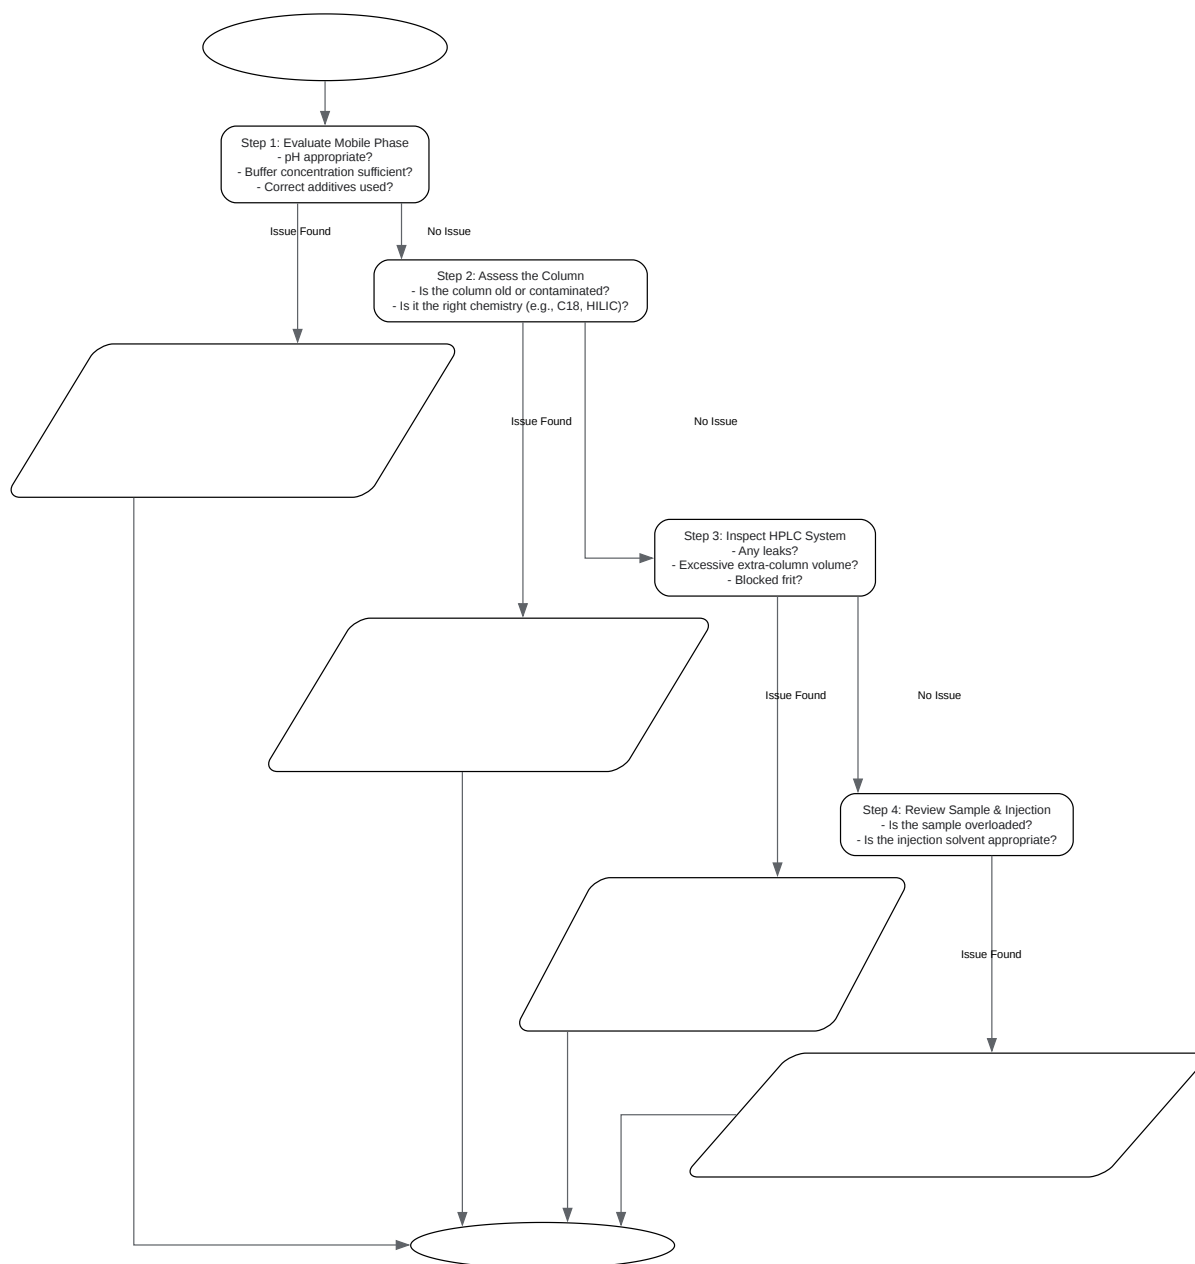 Step 1: Evaluate Mobile Phase
- pH appropriate?
- Buffer concentration sufficient?
- Correct additives used?
Issue Found
No Issue
Step 2: Assess the Column
- Is the column old or contaminated?
- Is it the right chemistry (e.g., C18, HILIC)?
Issue Found
No Issue
Step 3: Inspect HPLC System
- Any leaks?
- Excessive extra-column volume?
- Blocked frit?
Issue Found
No Issue
Step 4: Review Sample & Injection
- Is the sample overloaded?
- Is the injection solvent appropriate?
Issue Found